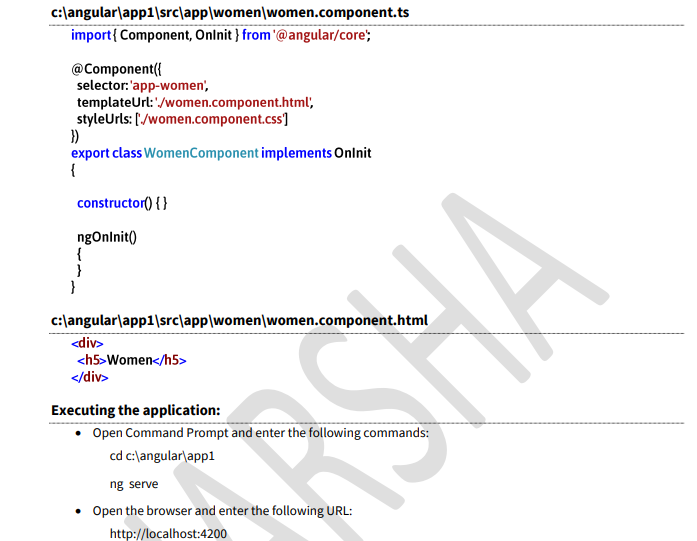 c:\angular\app1\src\app\women\women.component.ts
import { Component, OnInit } from '@angular/core';
@Component({
selector: 'app-women',
templateUrl: './women.component.html',
styleUrls: ['./women.component.css']
})
export class WomenComponent implements OnInit
{
constructor() { }
ngOnInit()
{
}
}
c:\angular\app1\src\app\women\women.component.html
<div>
<h5>Women</h5>
</div>
Executing the application:
• Open Command Prompt and enter the following commands:
cd c:\angular\app1
ng serve
• Open the browser and enter the following URL:
http://localhost:4200
ARSHA